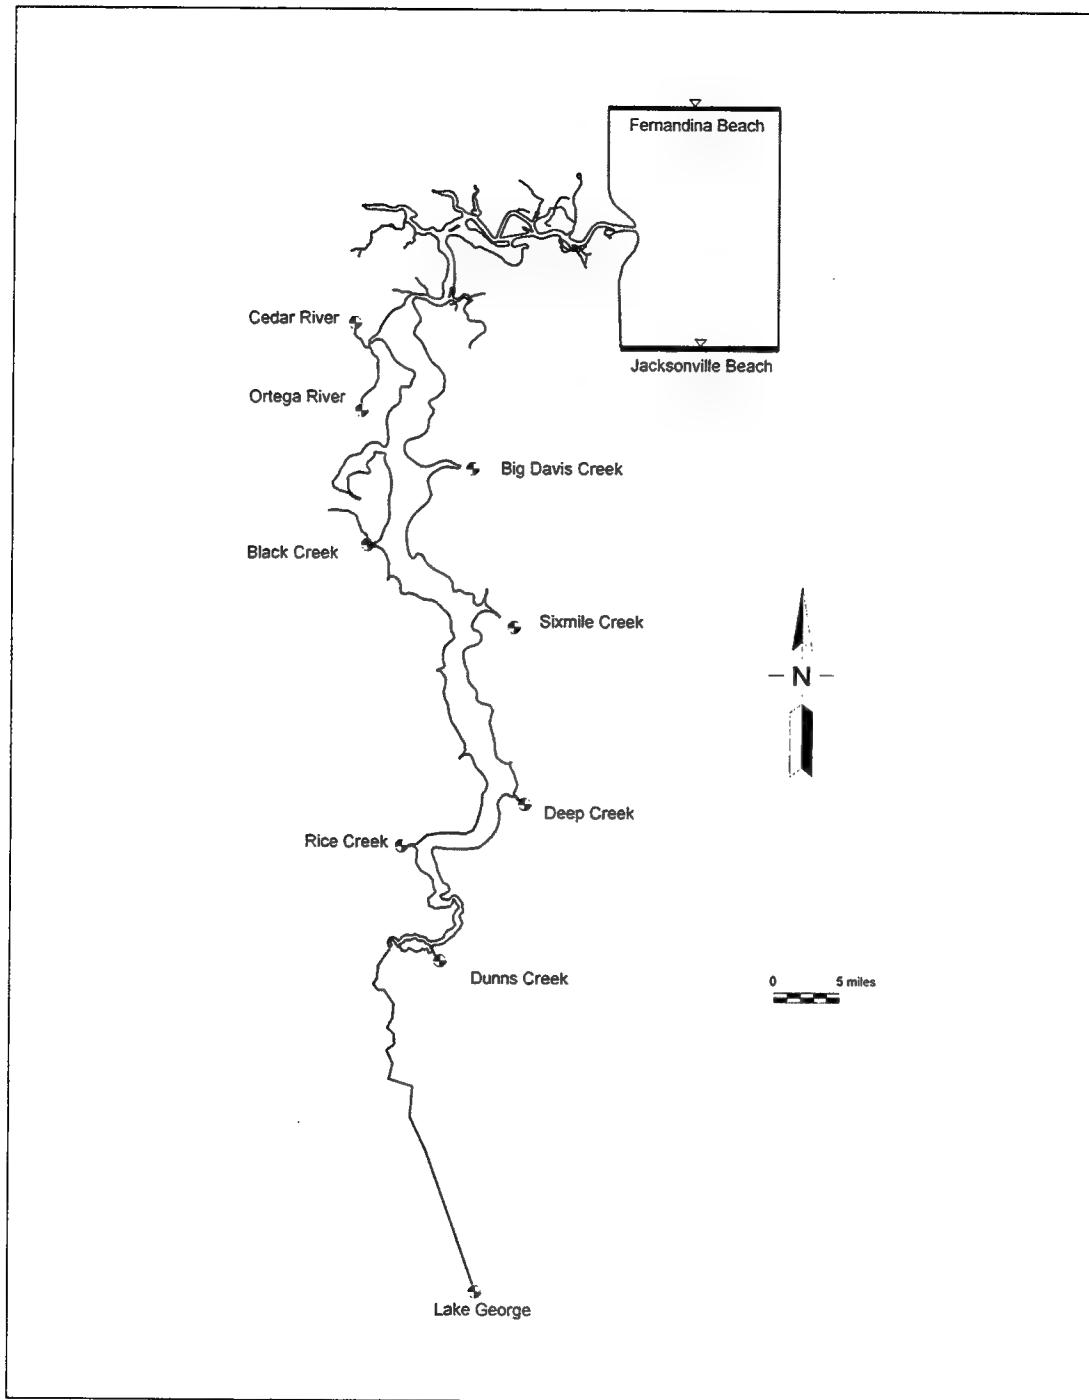 Fernandina Beach
Cedar River
Jacksonville Beach
Ortega River
Big Davis Creek
Black Creek
Sixmile Creek
N
Deep Creek
Rice Creek
Dunns Creek
0 5 miles
Lake George